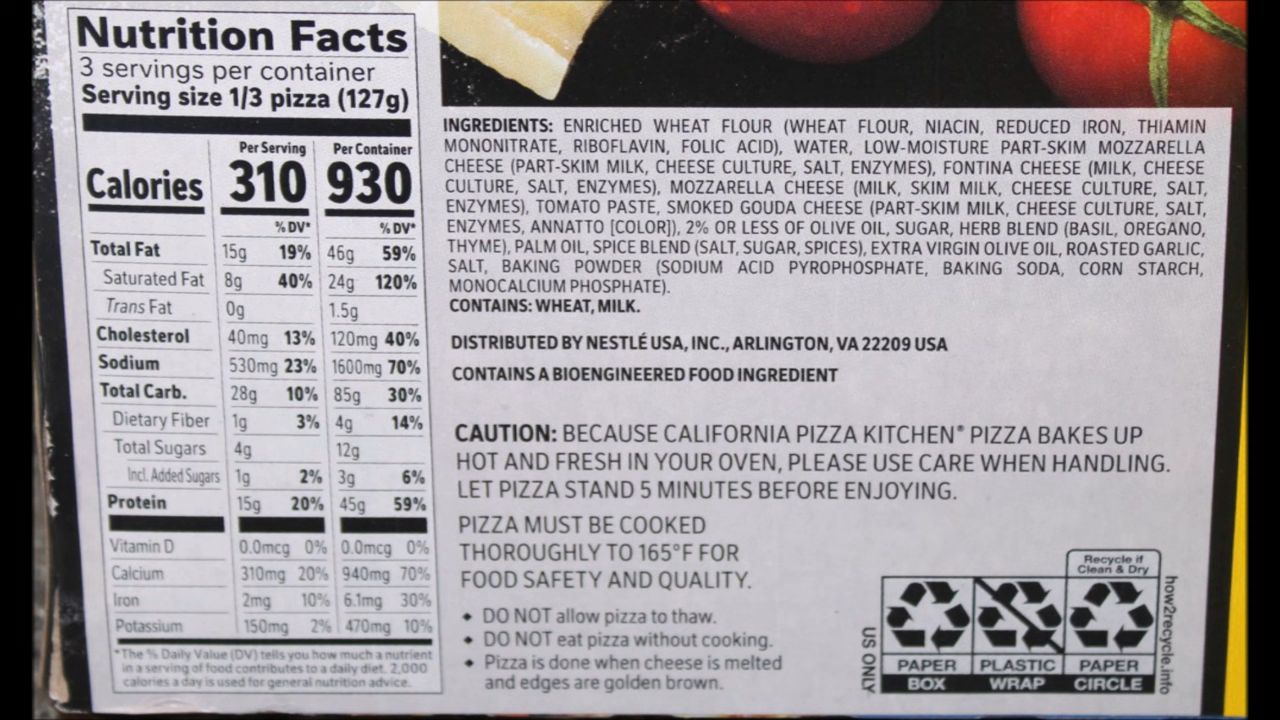 Nutrition Facts
3 servings per container
Serving size 1/3 pizza (127g)
Per Serving Per Container
Calories 310 930
% DV* % DV*
Total Fat 15g 19% 46g 59%
Saturated Fat 8g 40% 24g 120%
Trans Fat 0g 1.5g
Cholesterol 40mg 13% 120mg 40%
Sodium 530mg 23% 1600mg 70%
Total Carb. 28g 10% 85g 30%
Dietary Fiber 1g 3% 4g 14%
Total Sugars 4g 12g
Incl. Added Sugars 1g 2% 3g 6%
Protein 15g 20% 45g 59%
Vitamin D 0.0mcg 0% 0.0mcg 0%
Calcium 310mg 20% 940mg 70%
Iron 2mg 10% 6.1mg 30%
Potassium 150mg 2% 470mg 10%
*The % Daily Value (DV) tells you how much a nutrient
in a serving of food contributes to a daily diet. 2,000
calories a day is used for general nutrition advice.
INGREDIENTS: ENRICHED WHEAT FLOUR (WHEAT FLOUR, NIACIN, REDUCED IRON, THIAMIN
MONONITRATE, RIBOFLAVIN, FOLIC ACID), WATER, LOW-MOISTURE PART-SKIM MOZZARELLA
CHEESE (PART-SKIM MILK, CHEESE CULTURE, SALT, ENZYMES), FONTINA CHEESE (MILK, CHEESE
CULTURE, SALT, ENZYMES), MOZZARELLA CHEESE (MILK, SKIM MILK, CHEESE CULTURE, SALT,
ENZYMES), TOMATO PASTE, SMOKED GOUDA CHEESE (PART-SKIM MILK, CHEESE CULTURE, SALT,
ENZYMES, ANNATTO [COLOR]), 2% OR LESS OF OLIVE OIL, SUGAR, HERB BLEND (BASIL, OREGANO,
THYME), PALM OIL, SPICE BLEND (SALT, SUGAR, SPICES), EXTRA VIRGIN OLIVE OIL, ROASTED GARLIC,
SALT, BAKING POWDER (SODIUM ACID PYROPHOSPHATE, BAKING SODA, CORN STARCH,
MONOCALCIUM PHOSPHATE).
CONTAINS: WHEAT, MILK.
DISTRIBUTED BY NESTLÉ USA, INC., ARLINGTON, VA 22209 USA
CONTAINS A BIOENGINEERED FOOD INGREDIENT
CAUTION: BECAUSE CALIFORNIA PIZZA KITCHEN® PIZZA BAKES UP
HOT AND FRESH IN YOUR OVEN, PLEASE USE CARE WHEN HANDLING.
LET PIZZA STAND 5 MINUTES BEFORE ENJOYING.
PIZZA MUST BE COOKED
THOROUGHLY TO 165°F FOR
FOOD SAFETY AND QUALITY.
• DO NOT allow pizza to thaw.
• DO NOT eat pizza without cooking.
• Pizza is done when cheese is melted
and edges are golden brown.
Recycle if
Clean & Dry
US ONLY
PAPER PLASTIC PAPER
BOX WRAP CIRCLE
how2recycle.info